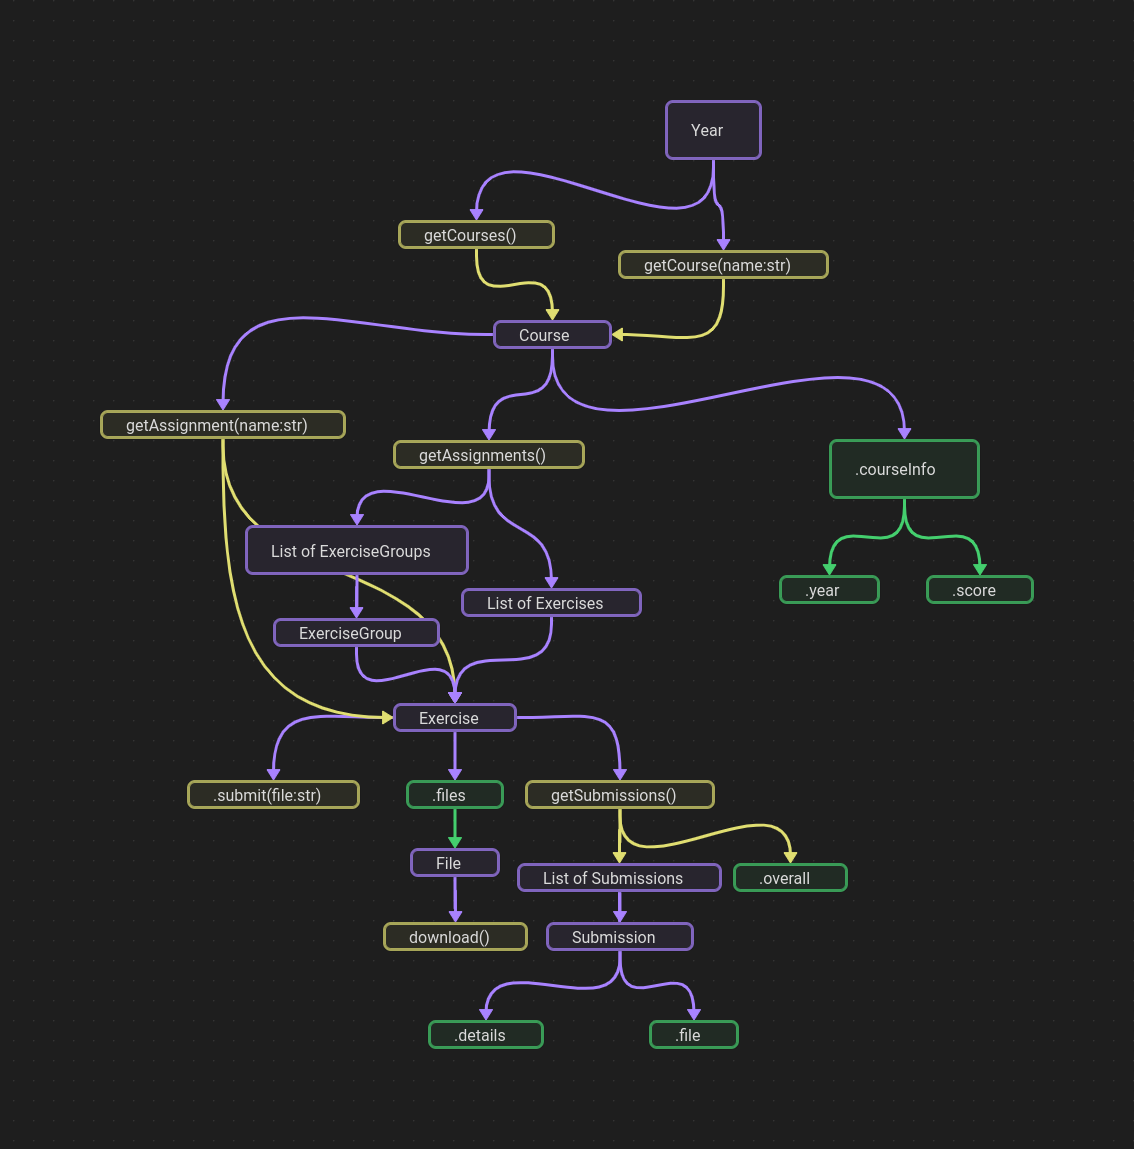 Year
getCourses()
getCourse(name:str)
Course
getAssignment(name:str)
getAssignments()
.courseInfo
List of ExerciseGroups
.year
.score
List of Exercises
ExerciseGroup
Exercise
.submit(file:str)
.files
getSubmissions()
File
List of Submissions
.overall
download()
Submission
.details
.file